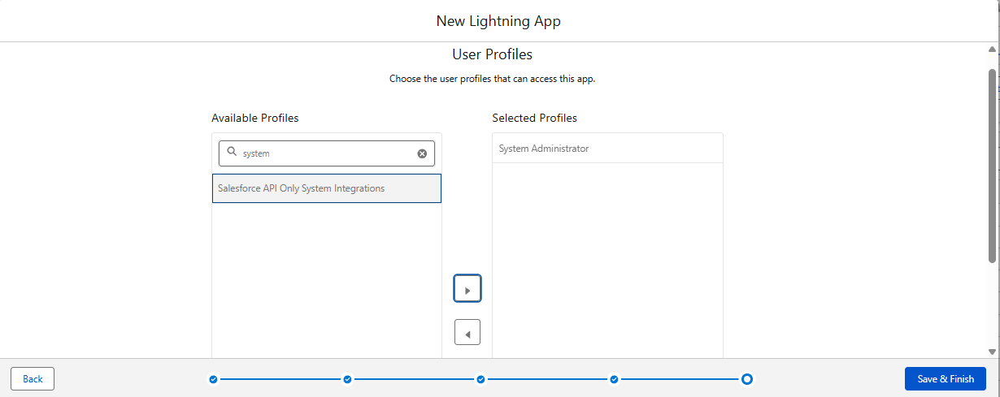 New Lightning App
User Profiles
Choose the user profiles that can access this app.
Available Profiles
Selected Profiles
system
System Administrator
Salesforce API Only System Integrations
Back
Save & Finish